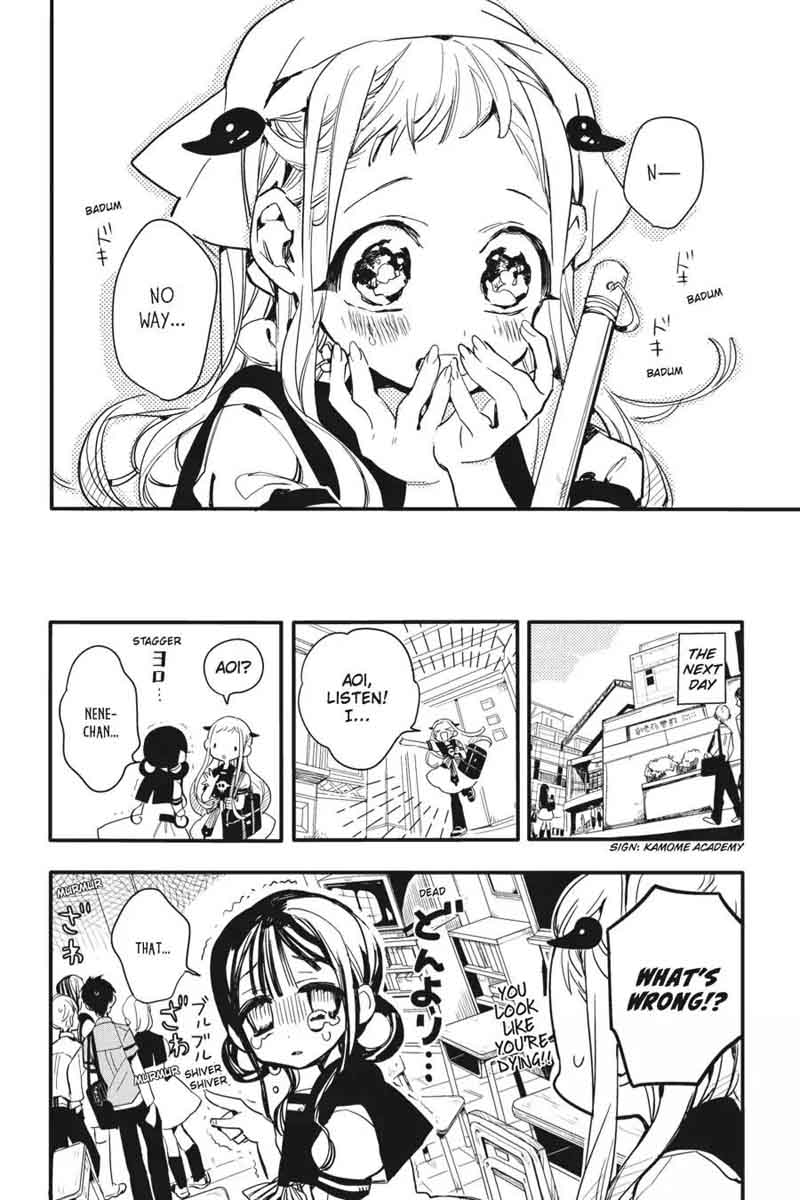 N—
BADUM
ドキ
BADUM
NO
WAY...
ドキ
BADUM
THE
NEXT
DAY
SIGN: KAMOME ACADEMY
AOI,
LISTEN!
I...
STAGGER
ヨロ...
AOI?
NENE-
CHAN...
WHAT'S
WRONG!?
YOU
LOOK
LIKE
YOU'RE
DYING!!
DEAD
どんより...
THAT...
ブルブル
SHIVER
SHIVER
MURMUR
ざわ
ざわ
MURMUR